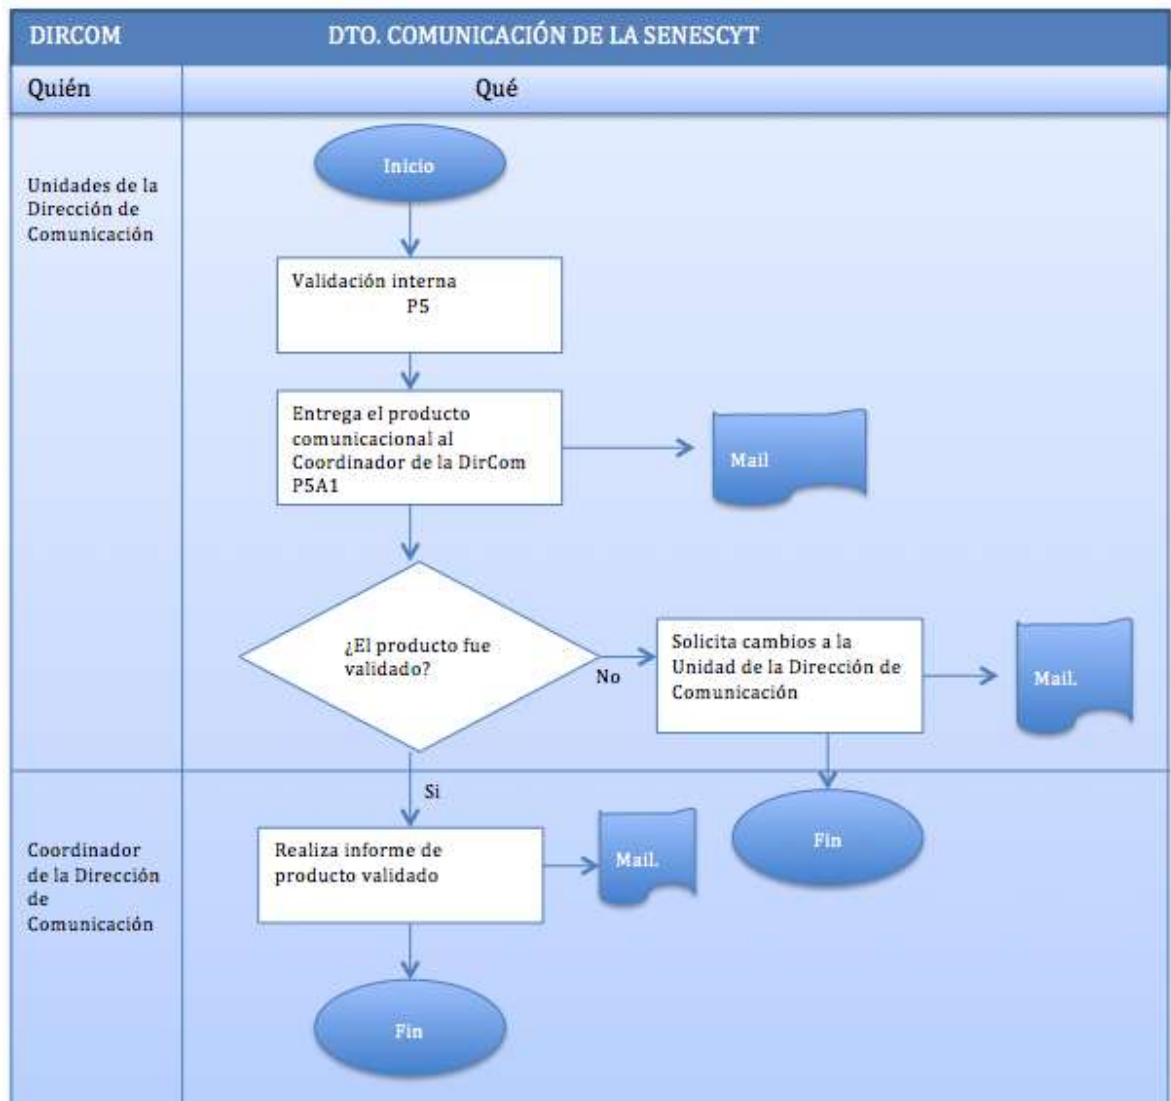 DIRCOM
DTO. COMUNICACIÓN DE LA SENESCYT
Quién
Qué
Unidades de la
Dirección de
Comunicación
Inicio
Validación interna
P5
Entrega el producto
comunicacional al
Coordinador de la DirCom
P5A1
Mail
¿El producto fue
validado?
No
Solicita cambios a la
Unidad de la Dirección de
Comunicación
Mail.
Si
Fin
Coordinador
de la Dirección
de
Comunicación
Realiza informe de
producto validado
Mail.
Fin